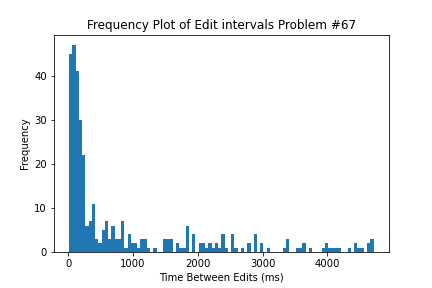 Frequency Plot of Edit intervals Problem #67
Frequency
40
30
20
10
0
0 1000 2000 3000 4000
Time Between Edits (ms)